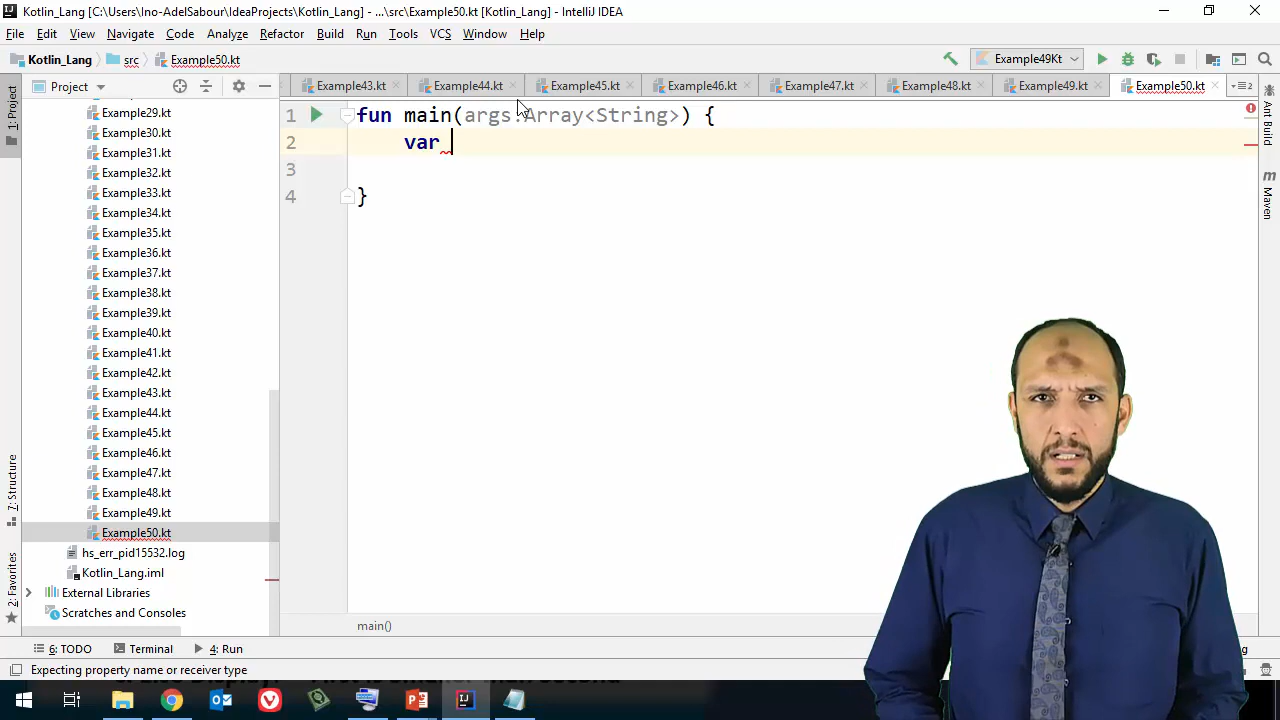 Kotlin_Lang [C:\Users\Ino-AdelSabour\IdeaProjects\Kotlin_Lang] - ...\src\Example50.kt [Kotlin_Lang] - IntelliJ IDEA
File Edit View Navigate Code Analyze Refactor Build Run Tools VCS Window Help
Kotlin_Lang src Example50.kt Example49Kt
1: Project
Project
Example43.kt Example44.kt Example45.kt Example46.kt Example47.kt Example48.kt Example49.kt Example50.kt
Ant Build
Maven
1 fun main(args:Array<String>) {
2 var
3
4 }
Example29.kt
Example30.kt
Example31.kt
Example32.kt
Example33.kt
Example34.kt
Example35.kt
Example36.kt
Example37.kt
Example38.kt
Example39.kt
Example40.kt
Example41.kt
Example42.kt
Example43.kt
Example44.kt
Example45.kt
Example46.kt
Example47.kt
Example48.kt
Example49.kt
Example50.kt
hs_err_pid15532.log
Kotlin_Lang.iml
External Libraries
Scratches and Consoles
7: Structure
2: Favorites
main()
6: TODO Terminal 4: Run
Expecting property name or receiver type